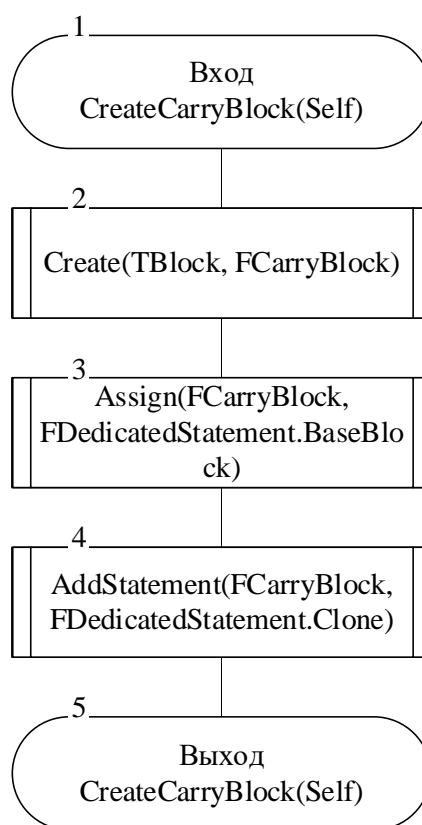 1
Вход
CreateCarryBlock(Self)
2
Create(TBlock, FCarryBlock)
3
Assign(FCarryBlock,
FDedicatedStatement.BaseBlo
ck)
4
AddStatement(FCarryBlock,
FDedicatedStatement.Clone)
5
Выход
CreateCarryBlock(Self)